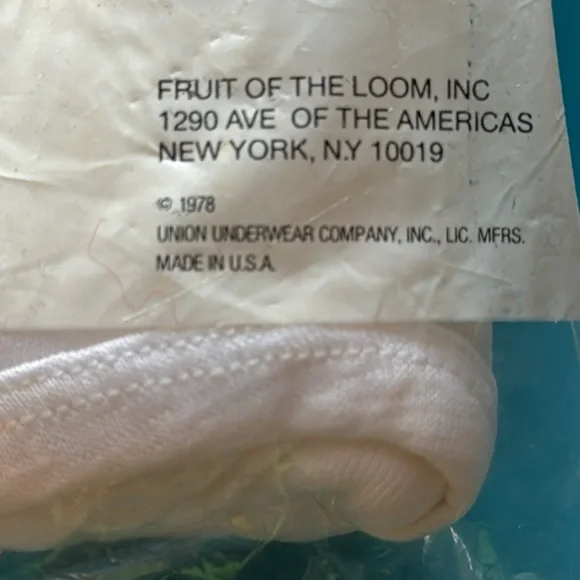 FRUIT OF THE LOOM, INC
1290 AVE OF THE AMERICAS
NEW YORK, N.Y 10019
© 1978
UNION UNDERWEAR COMPANY, INC., LIC. MFRS.
MADE IN U.S.A.